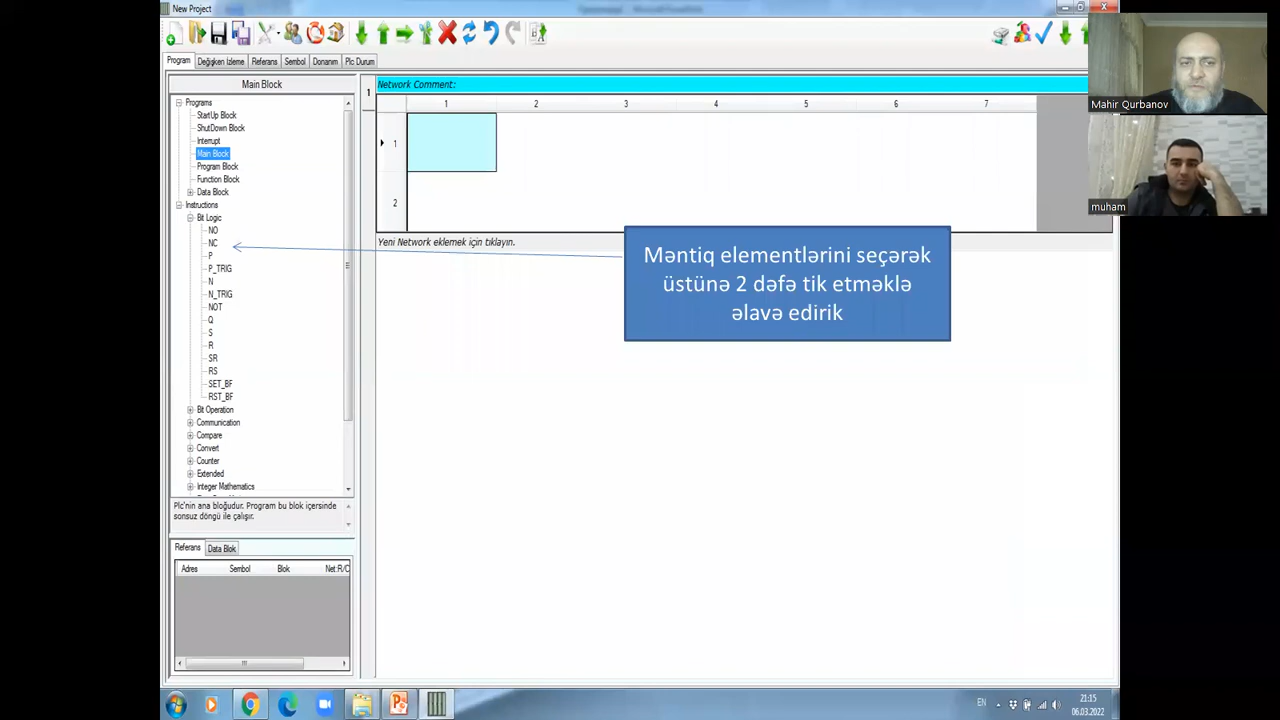 New Project
Program
Değişken İzleme
Referans
Sembol
Donanım
Plc Durum
Main Block
Programs
StartUp Block
ShutDown Block
Interrupt
Main Block
Program Block
Function Block
Data Block
Instructions
Bit Logic
NO
NC
P
P_TRIG
N
N_TRIG
NOT
Q
S
R
SR
RS
SET_BF
RST_BF
Bit Operation
Communication
Compare
Convert
Counter
Extended
Integer Mathematics
Plc'nin ana bloğudur. Program bu blok içersinde
sonsuz döngü ile çalışır.
Referans
Data Blok
Adres Sembol Blok Net:R/C
1
Network Comment:
1 2 3 4 5 6 7
1
2
Yeni Network eklemek için tıklayın.
Məntiq elementlərini seçərək
üstünə 2 dəfə tik etməklə
əlavə edirik
Mahir Qurbanov
muham
EN
21:15
06.03.2022